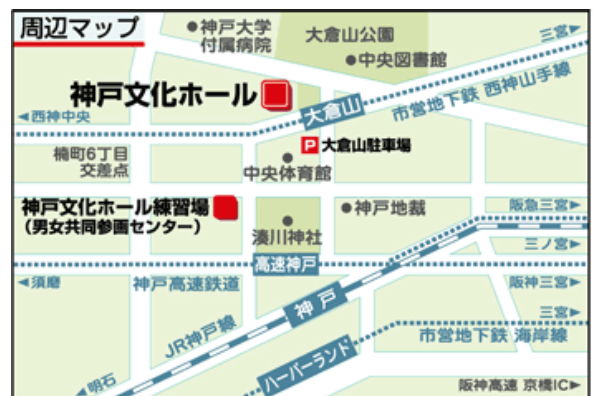 周辺マップ
●神戸大学
付属病院
大倉山公園
●中央図書館
三宮▶
神戸文化ホール
◀西神中央
大倉山
市営地下鉄 西神山手線
P 大倉山駐車場
楠町6丁目
交差点
中央体育館
神戸文化ホール練習場
（男女共同参画センター）
●神戸地裁
阪急三宮▶
湊川神社
三ノ宮▶
高速神戸
◀須磨
神戸高速鉄道
阪神三宮▶
神戸
三宮▶
JR神戸線
市営地下鉄 海岸線
ハーバーランド
◀明石
阪神高速 京橋IC▶